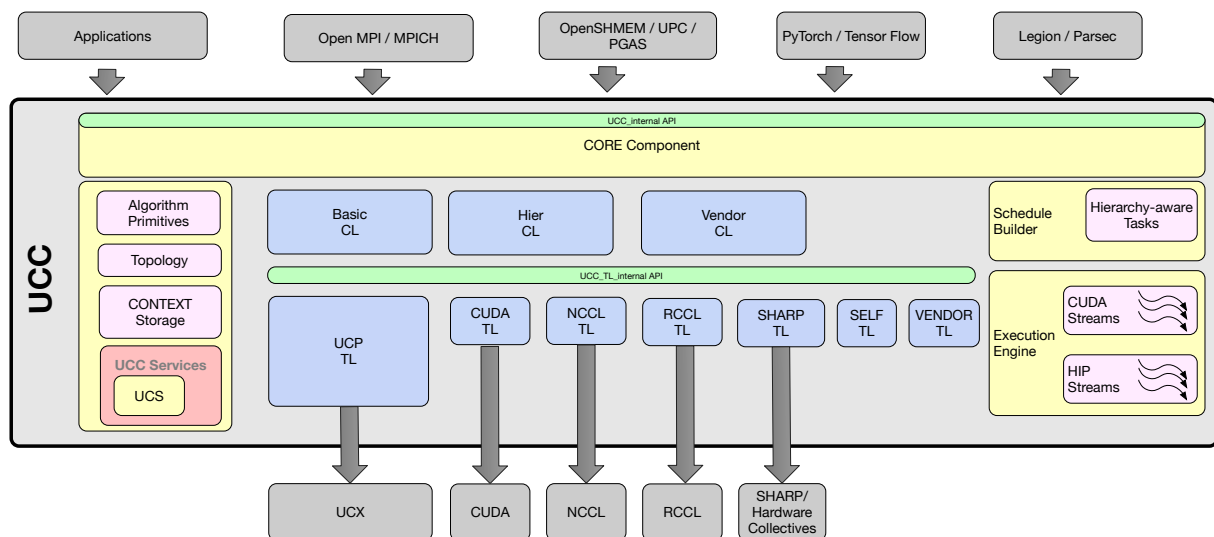 Applications
Open MPI / MPICH
OpenSHMEM / UPC /
PGAS
PyTorch / Tensor Flow
Legion / Parsec
UCC
UCC_internal API
CORE Component
Algorithm
Primitives
Topology
CONTEXT
Storage
UCC Services
UCS
Basic
CL
Hier
CL
Vendor
CL
UCC_TL_internal API
UCP
TL
CUDA
TL
NCCL
TL
RCCL
TL
SHARP
TL
SELF
TL
VENDOR
TL
Schedule
Builder
Hierarchy-aware
Tasks
Execution
Engine
CUDA
Streams
HIP
Streams
UCX
CUDA
NCCL
RCCL
SHARP/
Hardware
Collectives